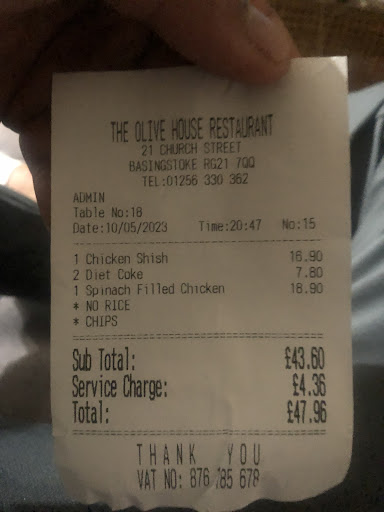 THE OLIVE HOUSE RESTAURANT
21 CHURCH STREET
BASINGSTOKE RG21 7QQ
TEL:01256 330 362
ADMIN
Table No:18
Date:10/05/2023 Time:20:47 No:15
1 Chicken Shish 16.90
2 Diet Coke 7.80
1 Spinach Filled Chicken 18.90
* NO RICE
* CHIPS
Sub Total: £43.60
Service Charge: £4.36
Total: £47.96
THANK YOU
VAT NO: 876 185 678